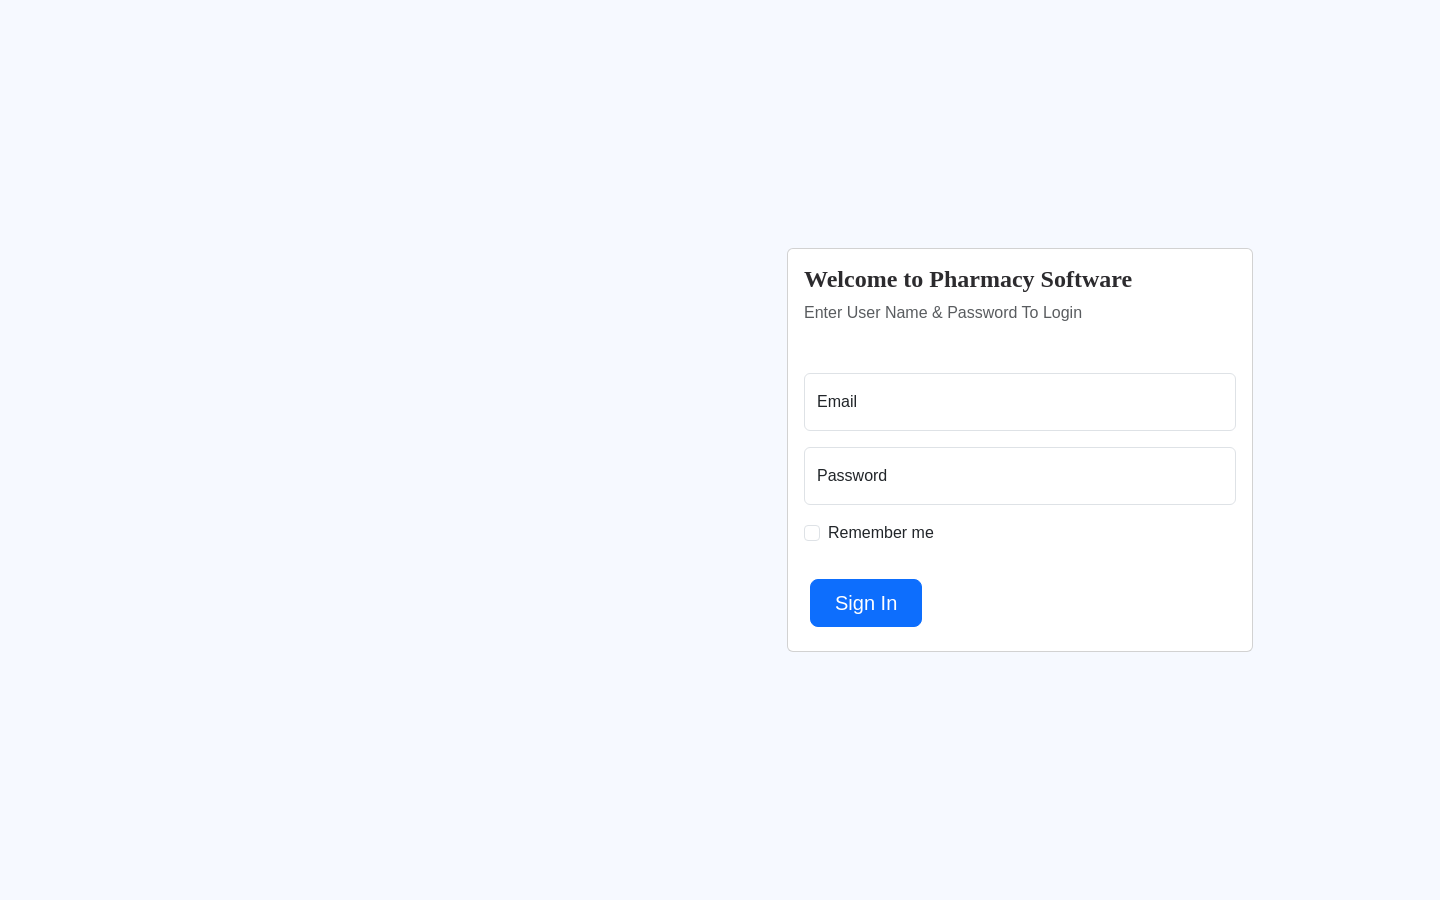 Welcome to Pharmacy Software
Enter User Name & Password To Login
Email
Password
Remember me
Sign In